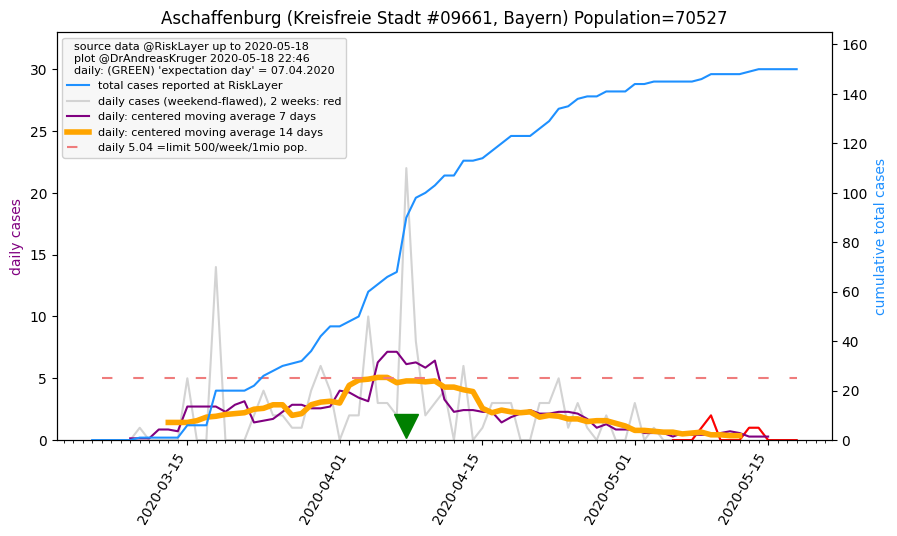 Aschaffenburg (Kreisfreie Stadt #09661, Bayern) Population=70527
source data @RiskLayer up to 2020-05-18
plot @DrAndreasKruger 2020-05-18 22:46
daily: (GREEN) 'expectation day' = 07.04.2020
total cases reported at RiskLayer
daily cases (weekend-flawed), 2 weeks: red
daily: centered moving average 7 days
daily: centered moving average 14 days
daily 5.04 =limit 500/week/1mio pop.
daily cases
30
25
20
15
10
5
0
cumulative total cases
160
140
120
100
80
60
40
20
0
2020-03-15
2020-04-01
2020-04-15
2020-05-01
2020-05-15